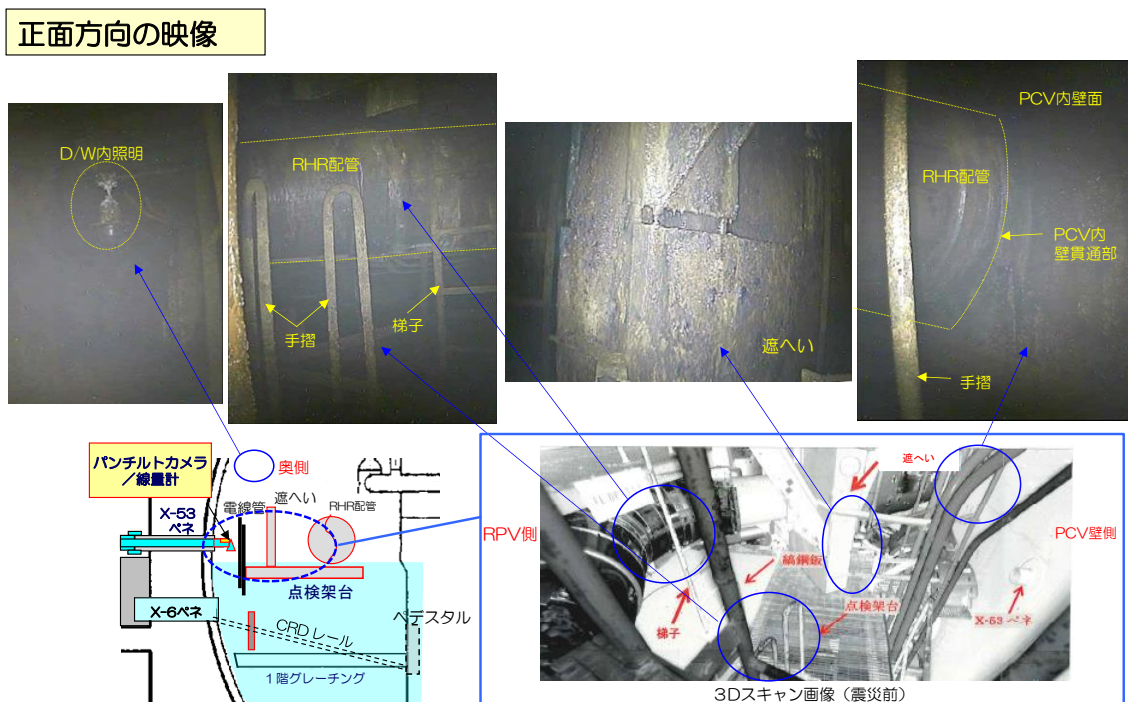 正面方向の映像
D/W内照明
RHR配管
手摺
梯子
遮へい
PCV内壁面
RHR配管
PCV内
壁貫通部
手摺
パンチルトカメラ
/線量計
奥側
X-53
ペネ
電線管
遮へい
RHR配管
点検架台
X-6ペネ
CRDレール
ペデスタル
1階グレーチング
RPV側
遮へい
PCV壁側
縞鋼鈑
点検架台
梯子
X-53 ペネ
3Dスキャン画像（震災前）